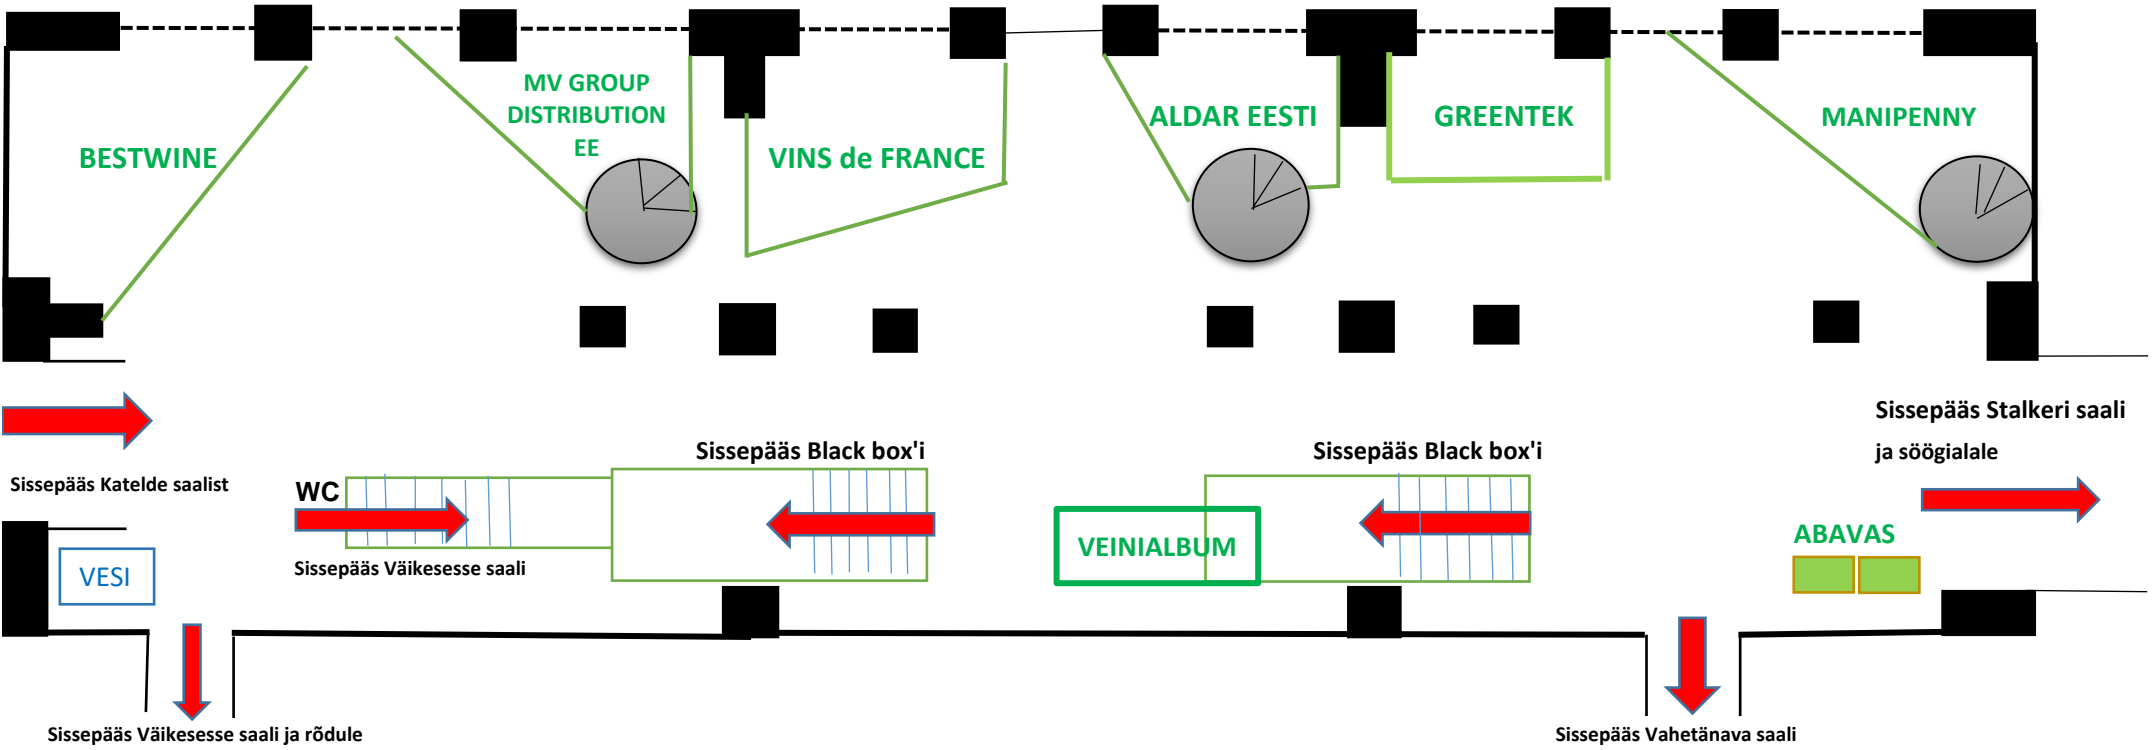 MV GROUP
DISTRIBUTION
EE
BESTWINE
VINS de FRANCE
ALDAR EESTI
GREENTEK
MANIPENNY
Sissepääs Stalkeri saali
ja söögialale
Sissepääs Black box'i
Sissepääs Black box'i
Sissepääs Katelde saalist
WC
Sissepääs Väikesesse saali
VEINIALBUM
ABAVAS
VESI
Sissepääs Väikesesse saali ja rõdule
Sissepääs Vahetänava saali